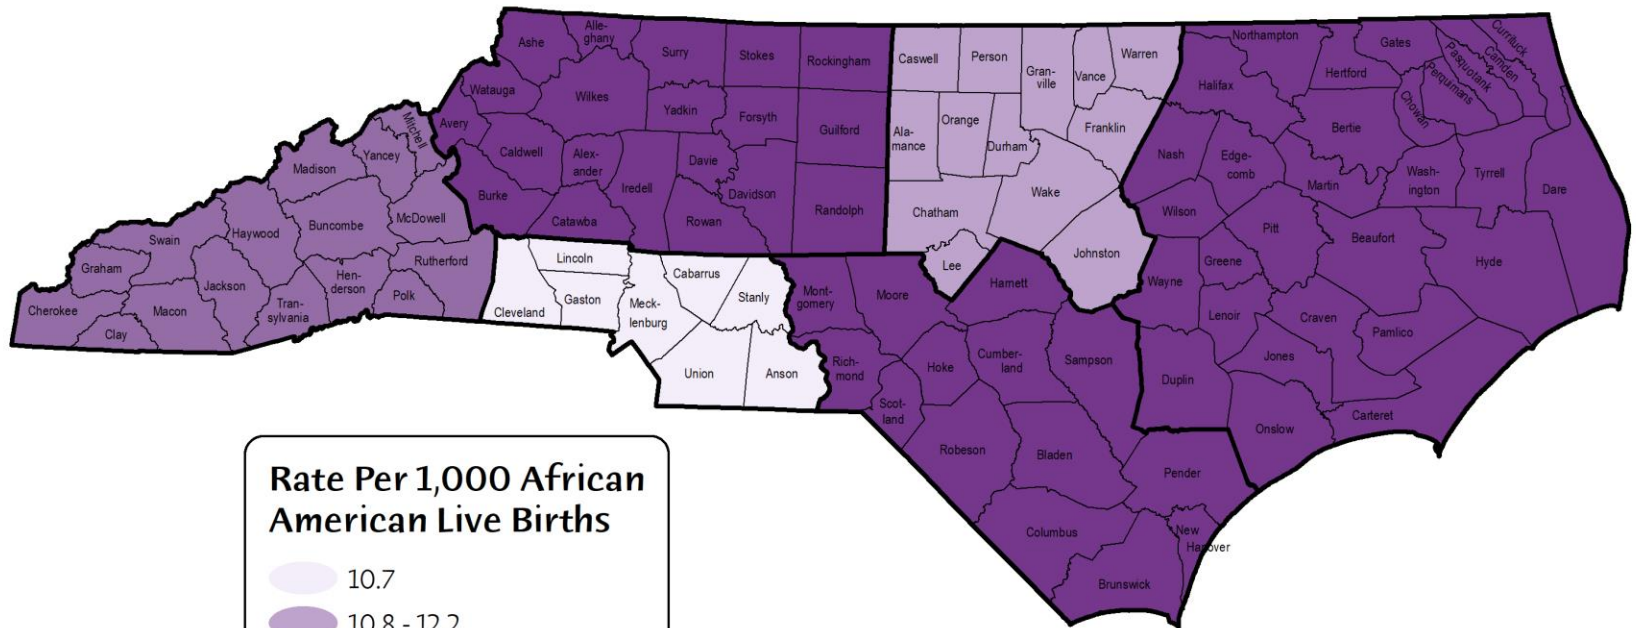 Ashe
Alle-
ghany
Surry
Stokes
Rockingham
Caswell
Person
Gran-
ville
Vance
Warren
Northampton
Gates
Currituck
Camden
Pasquotank
Perquimans
Chowan
Hertford
Halifax
Bertie
Watauga
Wilkes
Yadkin
Forsyth
Guilford
Ala-
mance
Orange
Durham
Franklin
Mitchell
Avery
Caldwell
Alex-
ander
Iredell
Davie
Davidson
Nash
Edge-
comb
Martin
Wash-
ington
Tyrrell
Dare
Madison
Yancey
Burke
Catawba
Rowan
Randolph
Chatham
Wake
Wilson
Pitt
Beaufort
Hyde
Swain
Haywood
Buncombe
McDowell
Rutherford
Lee
Johnston
Greene
Wayne
Graham
Jackson
Hen-
derson
Polk
Lincoln
Cabarrus
Stanly
Mont-
gomery
Moore
Harnett
Cherokee
Clay
Macon
Tran-
sylvania
Cleveland
Gaston
Meck-
lenburg
Lenoir
Craven
Pamlico
Jones
Union
Anson
Rich-
mond
Hoke
Cumber-
land
Sampson
Duplin
Scot-
land
Onslow
Carteret
Robeson
Bladen
Pender
Columbus
New
Hanover
Brunswick
Rate Per 1,000 African
American Live Births
10.7
10.8 - 12.2